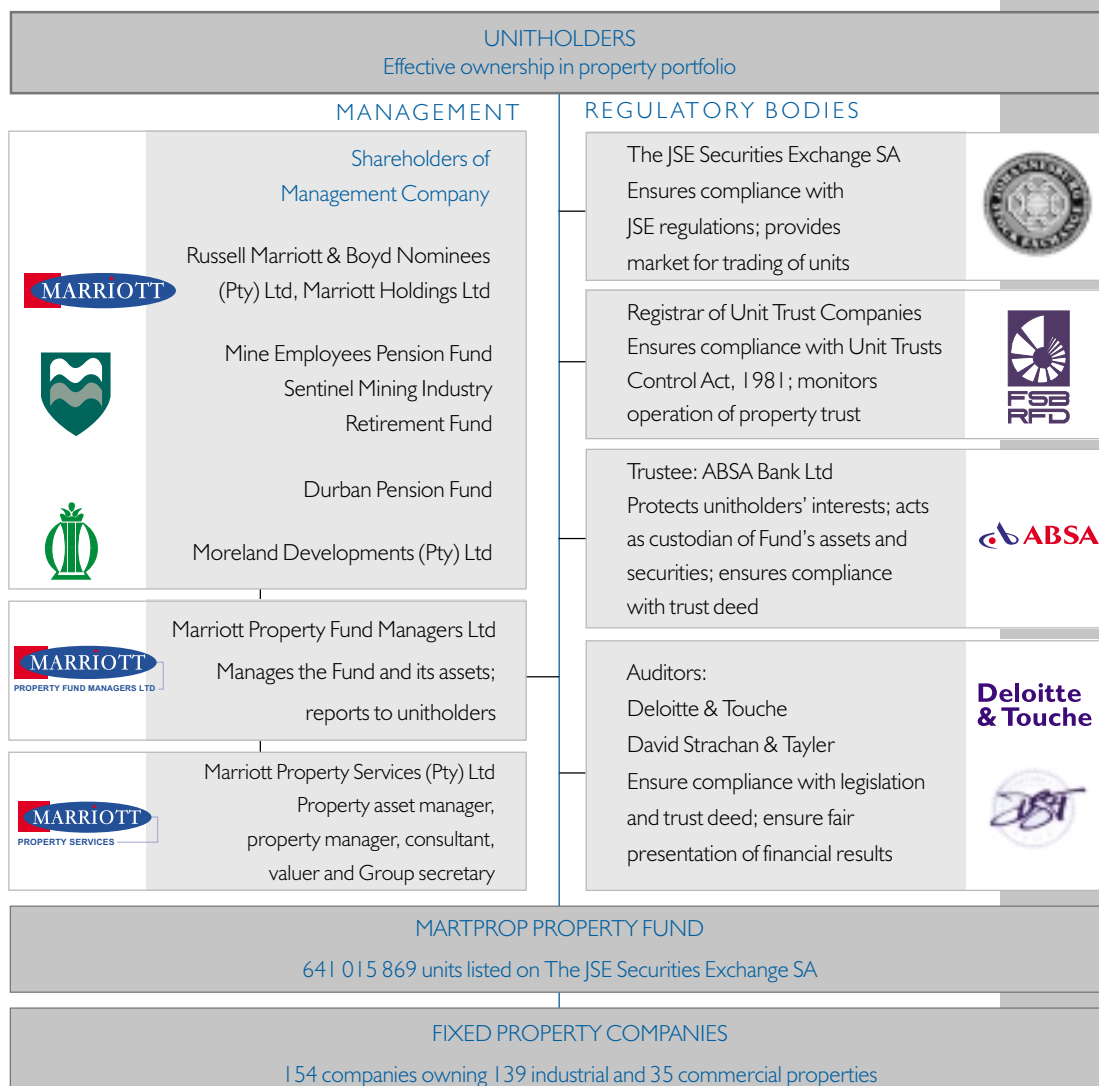 UNITHOLDERS
Effective ownership in property portfolio
MANAGEMENT
Shareholders of
Management Company
MARRIOTT
Russell Marriott & Boyd Nominees
(Pty) Ltd, Marriott Holdings Ltd
Mine Employees Pension Fund
Sentinel Mining Industry
Retirement Fund
Durban Pension Fund
Moreland Developments (Pty) Ltd
MARRIOTT
PROPERTY FUND MANAGERS LTD
Marriott Property Fund Managers Ltd
Manages the Fund and its assets;
reports to unitholders
MARRIOTT
PROPERTY SERVICES
Marriott Property Services (Pty) Ltd
Property asset manager,
property manager, consultant,
valuer and Group secretary
REGULATORY BODIES
The JSE Securities Exchange SA
Ensures compliance with
JSE regulations; provides
market for trading of units
JOHANNESBURG STOCK EXCHANGE
Registrar of Unit Trust Companies
Ensures compliance with Unit Trusts
Control Act, 1981; monitors
operation of property trust
FSB
RFD
Trustee: ABSA Bank Ltd
Protects unitholders' interests; acts
as custodian of Fund's assets and
securities; ensures compliance
with trust deed
ABSA
Auditors:
Deloitte & Touche
David Strachan & Tayler
Ensure compliance with legislation
and trust deed; ensure fair
presentation of financial results
Deloitte
& Touche
MARTPROP PROPERTY FUND
641 015 869 units listed on The JSE Securities Exchange SA
FIXED PROPERTY COMPANIES
154 companies owning 139 industrial and 35 commercial properties